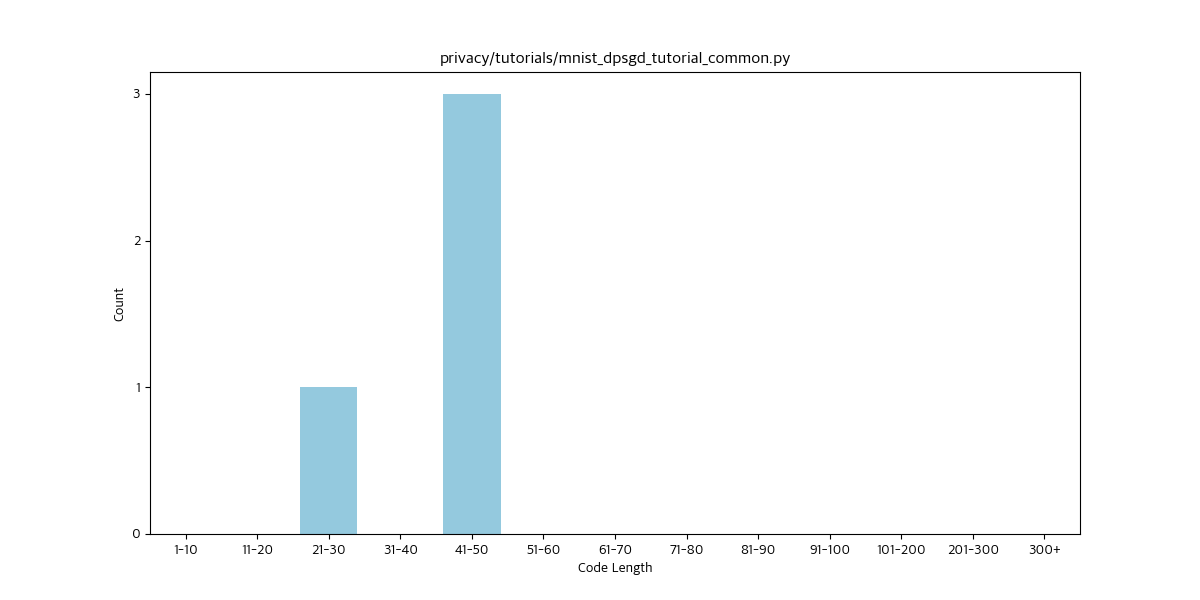 privacy/tutorials/mnist_dpsgd_tutorial_common.py
3
2
1
0
Count
1-10 11-20 21-30 31-40 41-50 51-60 61-70 71-80 81-90 91-100 101-200 201-300 300+
Code Length